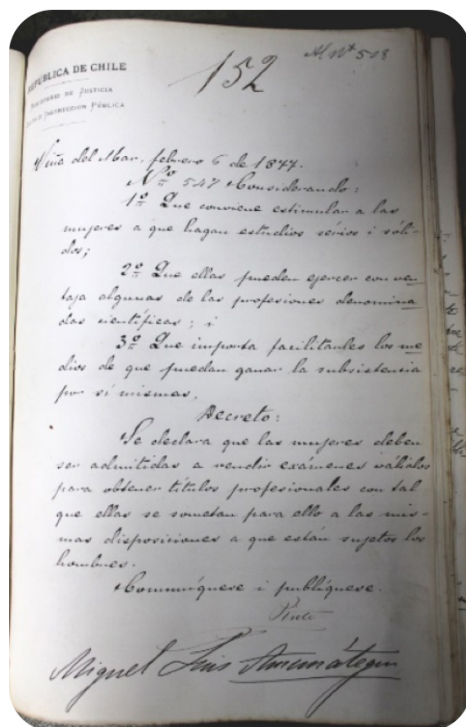 152
Al Nº 508
REPÚBLICA DE CHILE
MINISTERIO DE JUSTICIA
INSTRUCCION PÚBLICA
Viña del Mar, febrero 6 de 1877.
Nº 547 Considerando:
1º Que conviene estimular a las
mujeres a que hagan estudios serios i sóli-
dos;
2º Que ellas pueden ejercer con ven-
taja algunas de las profesiones denomina-
das científicas; i
3º Que importa facilitarles los me-
dios de que puedan ganar la subsistencia
por sí mismas,
Decreto:
Se declara que las mujeres deben
ser admitidas a rendir exámenes válidos
para obtener títulos profesionales con tal
que ellas se sometan para ello a las mis-
mas disposiciones a que están sujetos los
hombres.
Comuníquese i publíquese.
Pinto
Miguel Luis Amunátegui